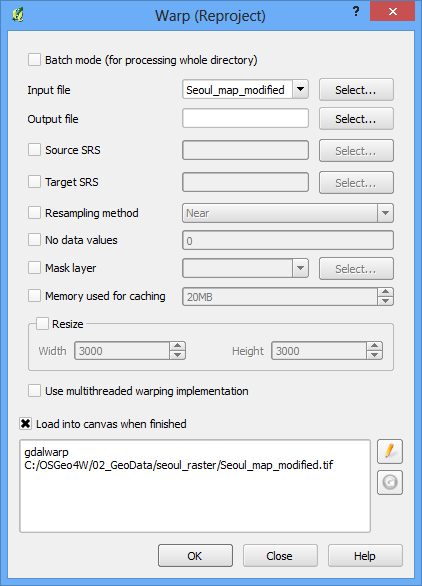 Warp (Reproject)
? ×
Batch mode (for processing whole directory)
Input file Seoul_map_modified Select...
Output file Select...
Source SRS Select...
Target SRS Select...
Resampling method Near
No data values 0
Mask layer Select...
Memory used for caching 20MB
Resize
Width 3000 Height 3000
Use multithreaded warping implementation
Load into canvas when finished
gdalwarp
C:/OSGeo4W/02_GeoData/seoul_raster/Seoul_map_modified.tif
OK Close Help